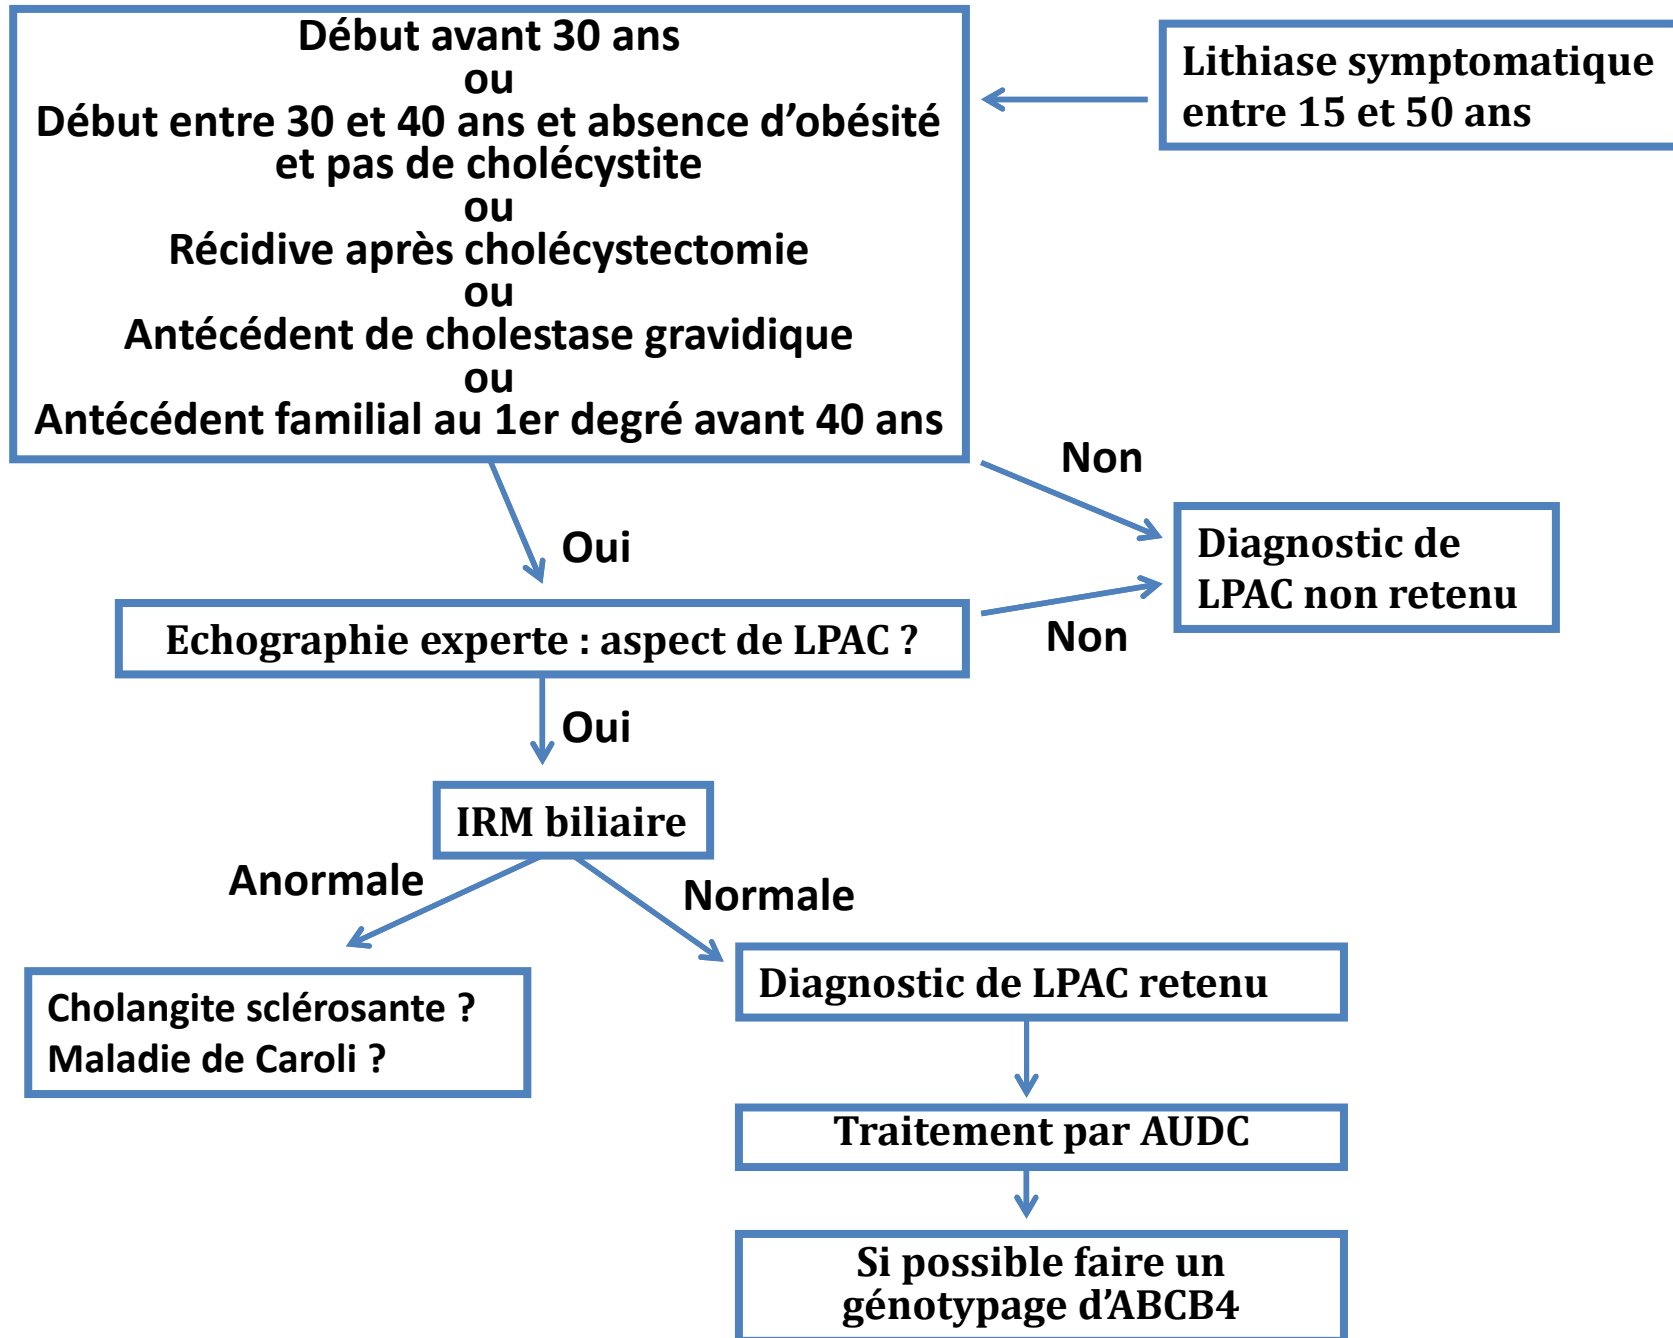 Début avant 30 ans
ou
Début entre 30 et 40 ans et absence d’obésité
et pas de cholécystite
ou
Récidive après cholécystectomie
ou
Antécédent de cholestase gravidique
ou
Antécédent familial au 1er degré avant 40 ans
Lithiase symptomatique
entre 15 et 50 ans
Non
Oui
Diagnostic de
LPAC non retenu
Echographie experte : aspect de LPAC ?
Non
Oui
IRM biliaire
Anormale
Normale
Cholangite sclérosante ?
Maladie de Caroli ?
Diagnostic de LPAC retenu
Traitement par AUDC
Si possible faire un
génotypage d’ABCB4